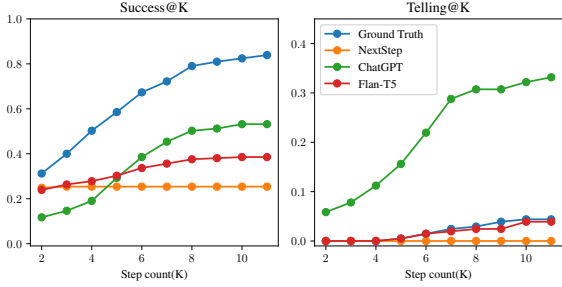 Success@K
1.0
0.8
0.6
0.4
0.2
0.0
2 4 6 8 10
Step count(K)
Telling@K
Ground Truth
NextStep
ChatGPT
Flan-T5
0.4
0.3
0.2
0.1
0.0
2 4 6 8 10
Step count(K)